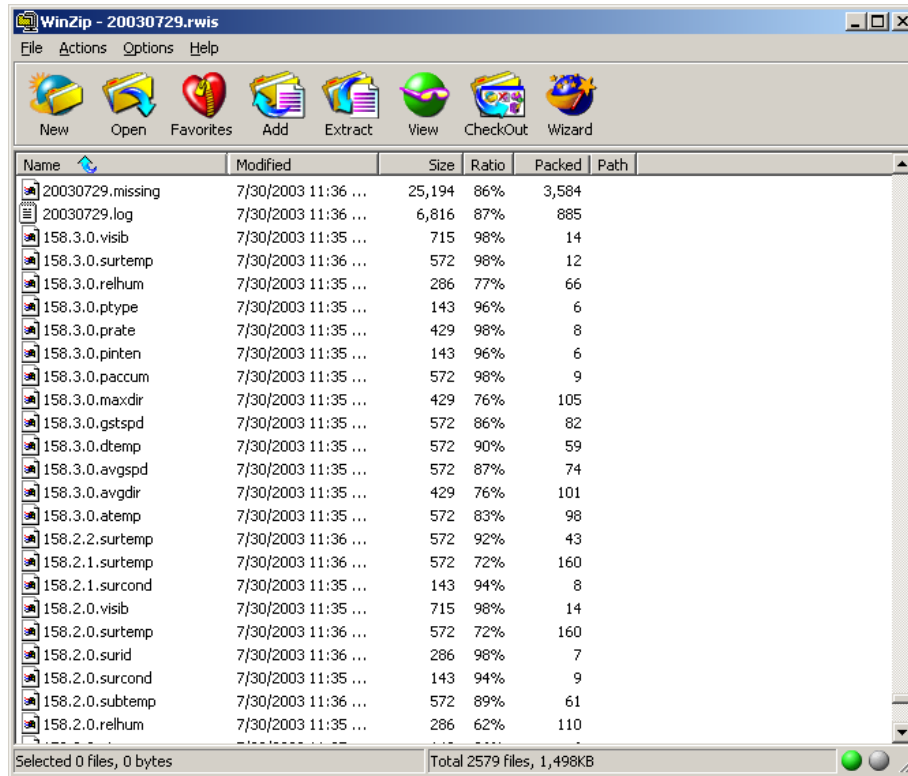 WinZip - 20030729.rwis
File Actions Options Help
New Open Favorites Add Extract View CheckOut Wizard
Name Modified Size Ratio Packed Path
20030729.missing 7/30/2003 11:36 ... 25,194 86% 3,584
20030729.log 7/30/2003 11:36 ... 6,816 87% 885
158.3.0.visib 7/30/2003 11:35 ... 715 98% 14
158.3.0.surtemp 7/30/2003 11:36 ... 572 98% 12
158.3.0.relhum 7/30/2003 11:35 ... 286 77% 66
158.3.0.ptype 7/30/2003 11:35 ... 143 96% 6
158.3.0.prate 7/30/2003 11:35 ... 429 98% 8
158.3.0.pinten 7/30/2003 11:35 ... 143 96% 6
158.3.0.paccum 7/30/2003 11:35 ... 572 98% 9
158.3.0.maxdir 7/30/2003 11:35 ... 429 76% 105
158.3.0.gstspd 7/30/2003 11:35 ... 572 86% 82
158.3.0.dtemp 7/30/2003 11:35 ... 572 90% 59
158.3.0.avgspd 7/30/2003 11:35 ... 572 87% 74
158.3.0.avgdir 7/30/2003 11:35 ... 429 76% 101
158.3.0.atemp 7/30/2003 11:35 ... 572 83% 98
158.2.2.surtemp 7/30/2003 11:36 ... 572 92% 43
158.2.1.surtemp 7/30/2003 11:36 ... 572 72% 160
158.2.1.surcond 7/30/2003 11:35 ... 143 94% 8
158.2.0.visib 7/30/2003 11:35 ... 715 98% 14
158.2.0.surtemp 7/30/2003 11:36 ... 572 72% 160
158.2.0.surid 7/30/2003 11:36 ... 286 98% 7
158.2.0.surcond 7/30/2003 11:35 ... 143 94% 9
158.2.0.subtemp 7/30/2003 11:36 ... 572 89% 61
158.2.0.relhum 7/30/2003 11:35 ... 286 62% 110
Selected 0 files, 0 bytes Total 2579 files, 1,498KB